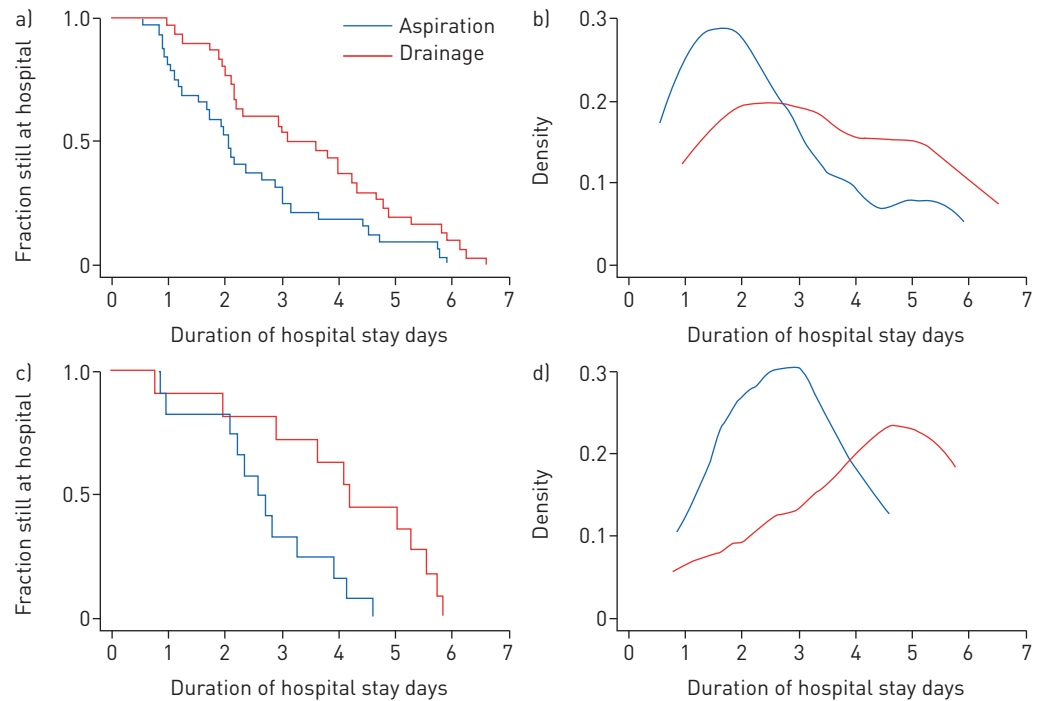 a)
Fraction still at hospital
1.0
0.5
0
0 1 2 3 4 5 6 7
Duration of hospital stay days
Aspiration
Drainage
b)
Density
0.3
0.2
0.1
0
0 1 2 3 4 5 6 7
Duration of hospital stay days
c)
Fraction still at hospital
1.0
0.5
0
0 1 2 3 4 5 6 7
Duration of hospital stay days
d)
Density
0.3
0.2
0.1
0
0 1 2 3 4 5 6 7
Duration of hospital stay days